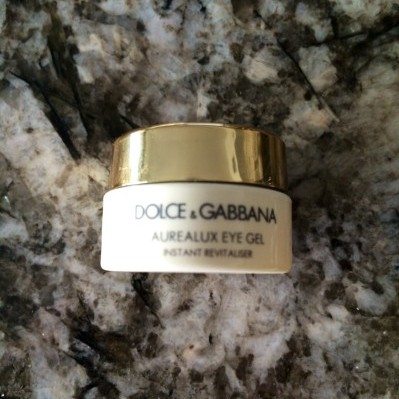 DOLCE & GABBANA
AUREALUX EYE GEL
INSTANT REVITALISER